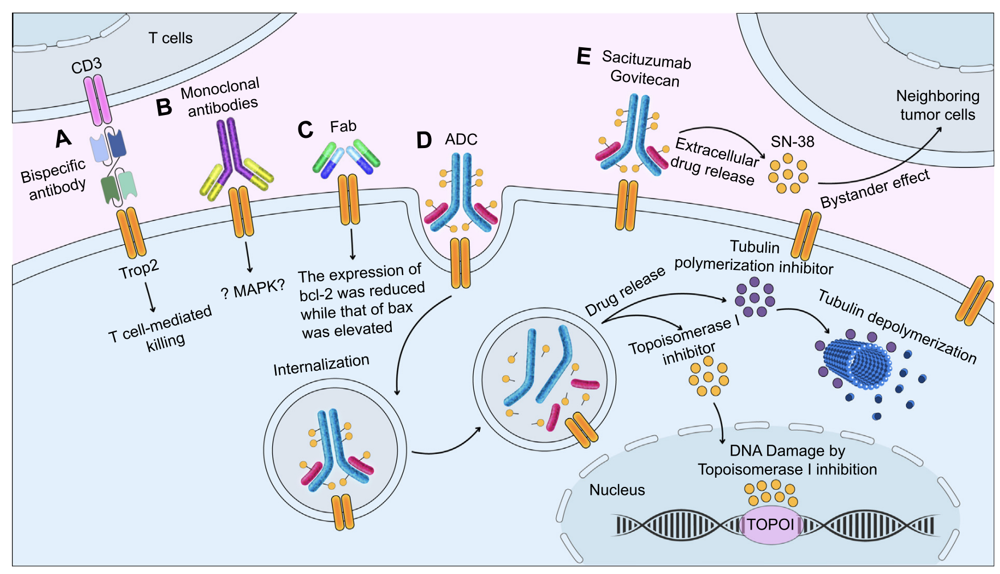 T cells
CD3
A
Bispecific
antibody
Trop2
T cell-mediated
killing
B
Monoclonal
antibodies
? MAPK?
C
Fab
The expression of
bcl-2 was reduced
while that of bax
was elevated
D
ADC
Internalization
Drug release
Tubulin
polymerization inhibitor
Tubulin depolymerization
Topoisomerase I
inhibitor
DNA Damage by
Topoisomerase I inhibition
Nucleus
TOPOI
E
Sacituzumab
Govitecan
Extracellular
drug release
SN-38
Bystander effect
Neighboring
tumor cells